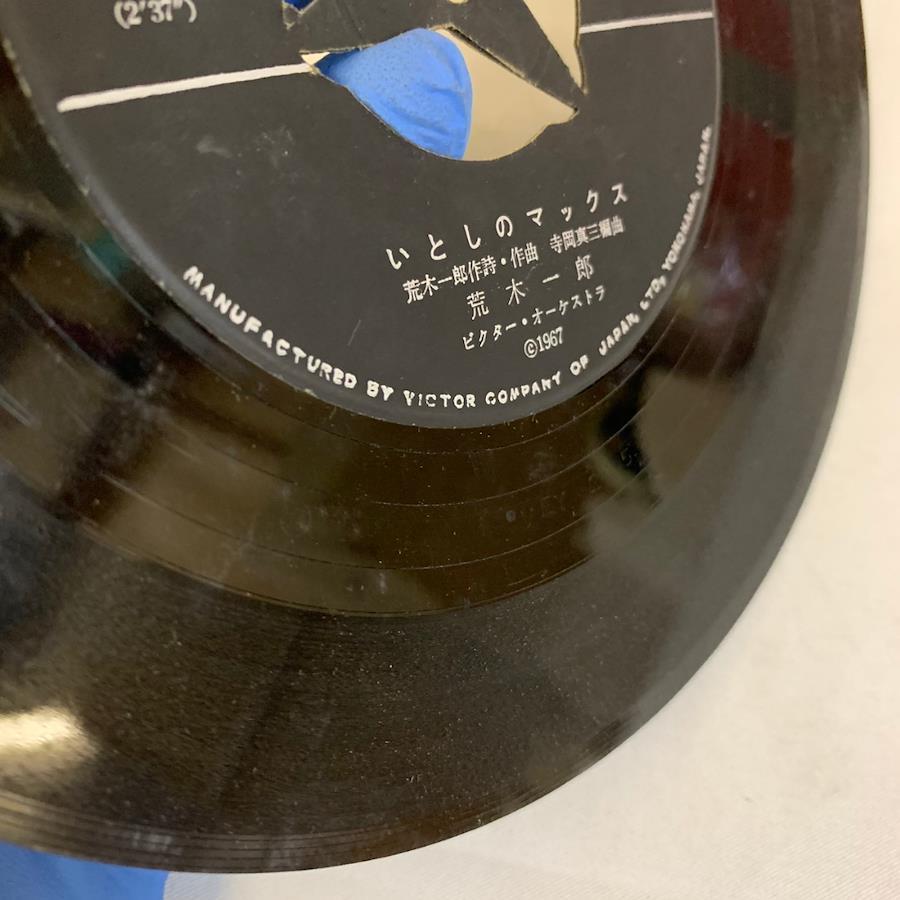 (2'37")
いとしのマックス
荒木一郎作詩・作曲 寺岡真三編曲
荒木一郎
ビクター・オーケストラ
©1967
MANUFACTURED BY VICTOR COMPANY OF JAPAN, LTD., YOKOHAMA, JAPAN.